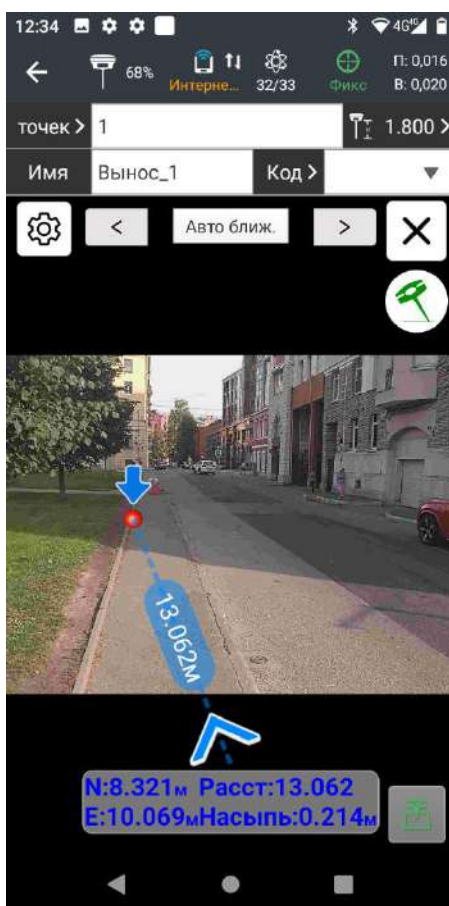 12:34 4G
68% Интерне... 32/33 Фикс П: 0,016
В: 0,020
точек > 1 1.800 >
Имя Вынос_1 Код >
< Авто ближ. >
13.062м
N:8.321м Расст:13.062
E:10.069мНасыпь:0.214м